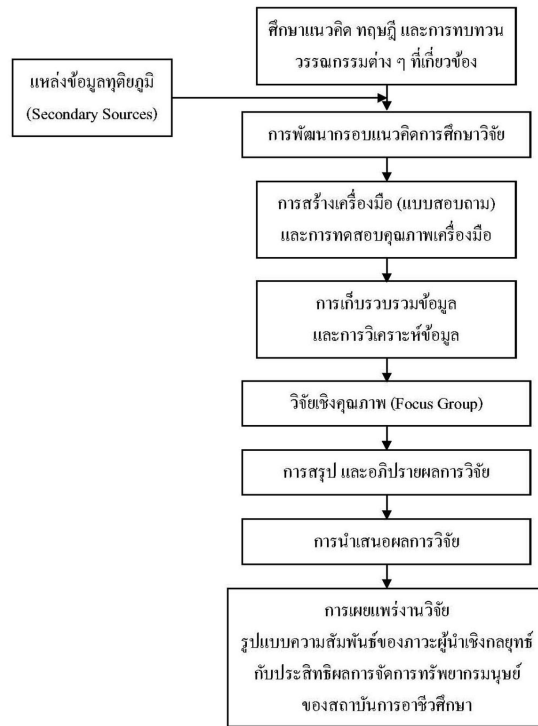 ศึกษาแนวคิด ทฤษฎี และการทบทวน
วรรณกรรมต่าง ๆ ที่เกี่ยวข้อง
แหล่งข้อมูลทุติยภูมิ
(Secondary Sources)
การพัฒนากรอบแนวคิดการศึกษาวิจัย
การสร้างเครื่องมือ (แบบสอบถาม)
และการทดสอบคุณภาพเครื่องมือ
การเก็บรวบรวมข้อมูล
และการวิเคราะห์ข้อมูล
วิจัยเชิงคุณภาพ (Focus Group)
การสรุป และอภิปรายผลการวิจัย
การนำเสนอผลการวิจัย
การเผยแพร่งานวิจัย
รูปแบบความสัมพันธ์ของภาวะผู้นำเชิงกลยุทธ์
กับประสิทธิผลการจัดการทรัพยากรมนุษย์
ของสถาบันการอาชีวศึกษา